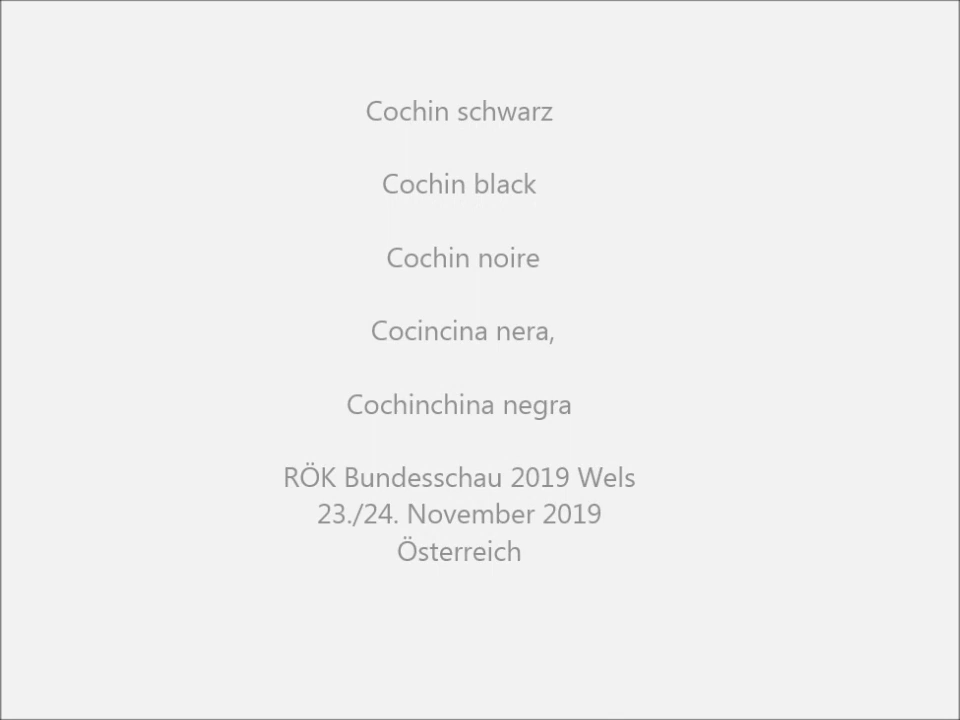 Cochin schwarz
Cochin black
Cochin noire
Cocincina nera,
Cochinchina negra
RÖK Bundesschau 2019 Wels
23./24. November 2019
Österreich